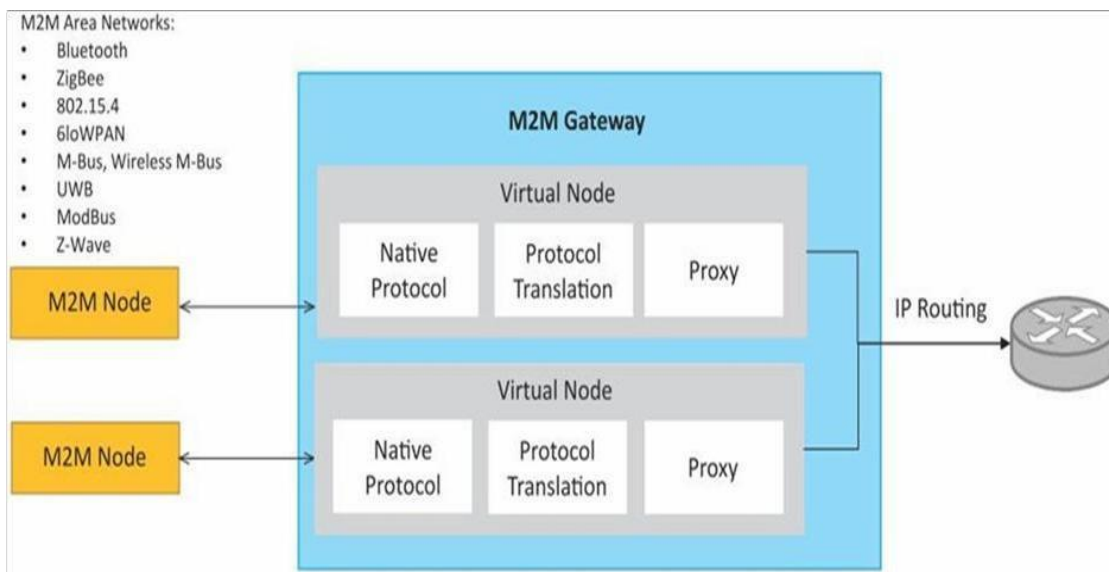 M2M Area Networks:
• Bluetooth
• ZigBee
• 802.15.4
• 6loWPAN
• M-Bus, Wireless M-Bus
• UWB
• ModBus
• Z-Wave
M2M Node
M2M Node
M2M Gateway
Virtual Node
Native
Protocol
Protocol
Translation
Proxy
Virtual Node
Native
Protocol
Protocol
Translation
Proxy
IP Routing